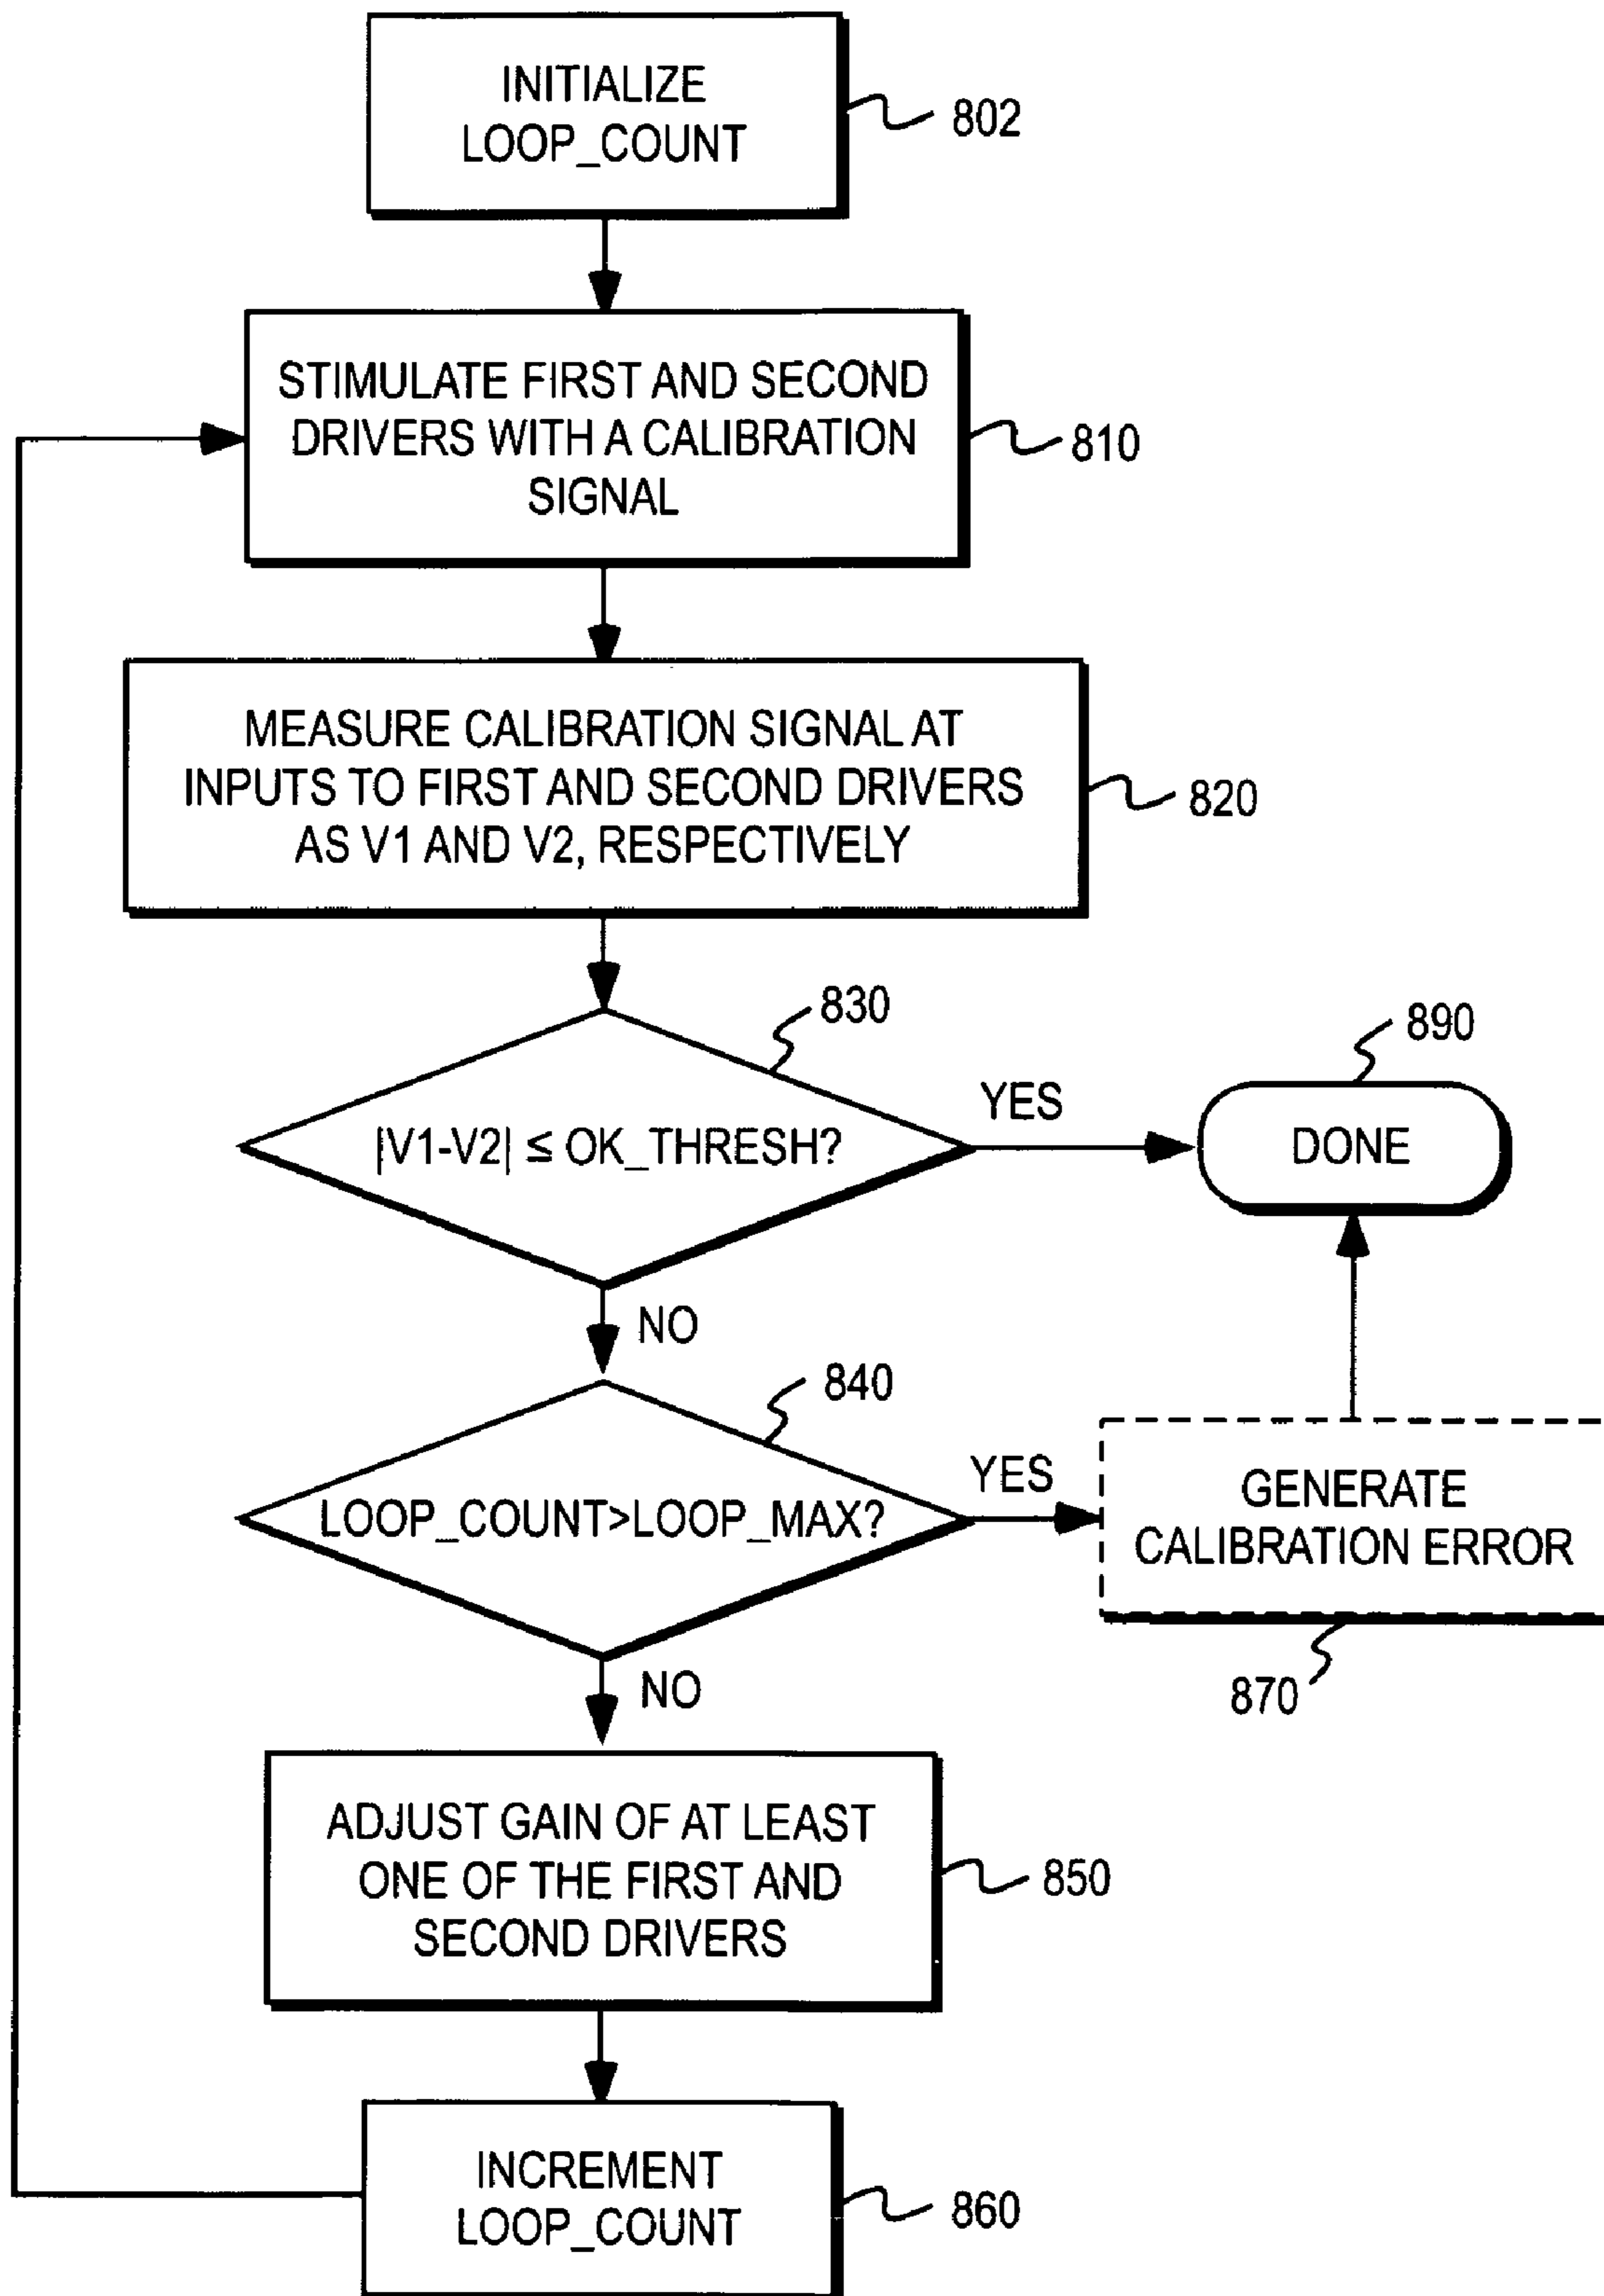 INITIALIZE
LOOP_COUNT
802
STIMULATE FIRST AND SECOND
DRIVERS WITH A CALIBRATION
SIGNAL
810
MEASURE CALIBRATION SIGNAL AT
INPUTS TO FIRST AND SECOND DRIVERS
AS V1 AND V2, RESPECTIVELY
820
830
|V1-V2| ≤ OK_THRESH?
YES
890
DONE
NO
840
LOOP_COUNT>LOOP_MAX?
YES
GENERATE
CALIBRATION ERROR
870
NO
ADJUST GAIN OF AT LEAST
ONE OF THE FIRST AND
SECOND DRIVERS
850
INCREMENT
LOOP_COUNT
860